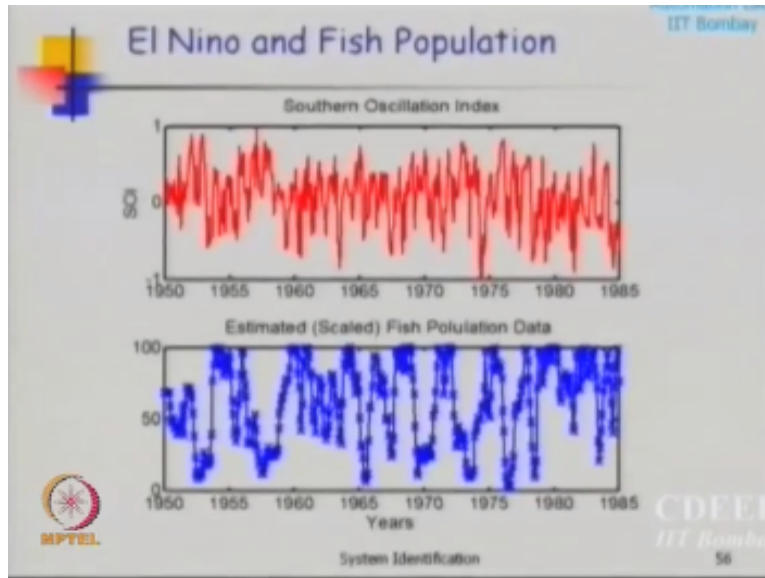 IIT Bombay
El Nino and Fish Population
Southern Oscillation Index
1
SOI
0
-1
1950 1955 1960 1965 1970 1975 1980 1985
Estimated (Scaled) Fish Polulation Data
100
50
0
1950 1955 1960 1965 1970 1975 1980 1985
Years
NPTEL
CDEEP
IIT Bomba
System Identification
56